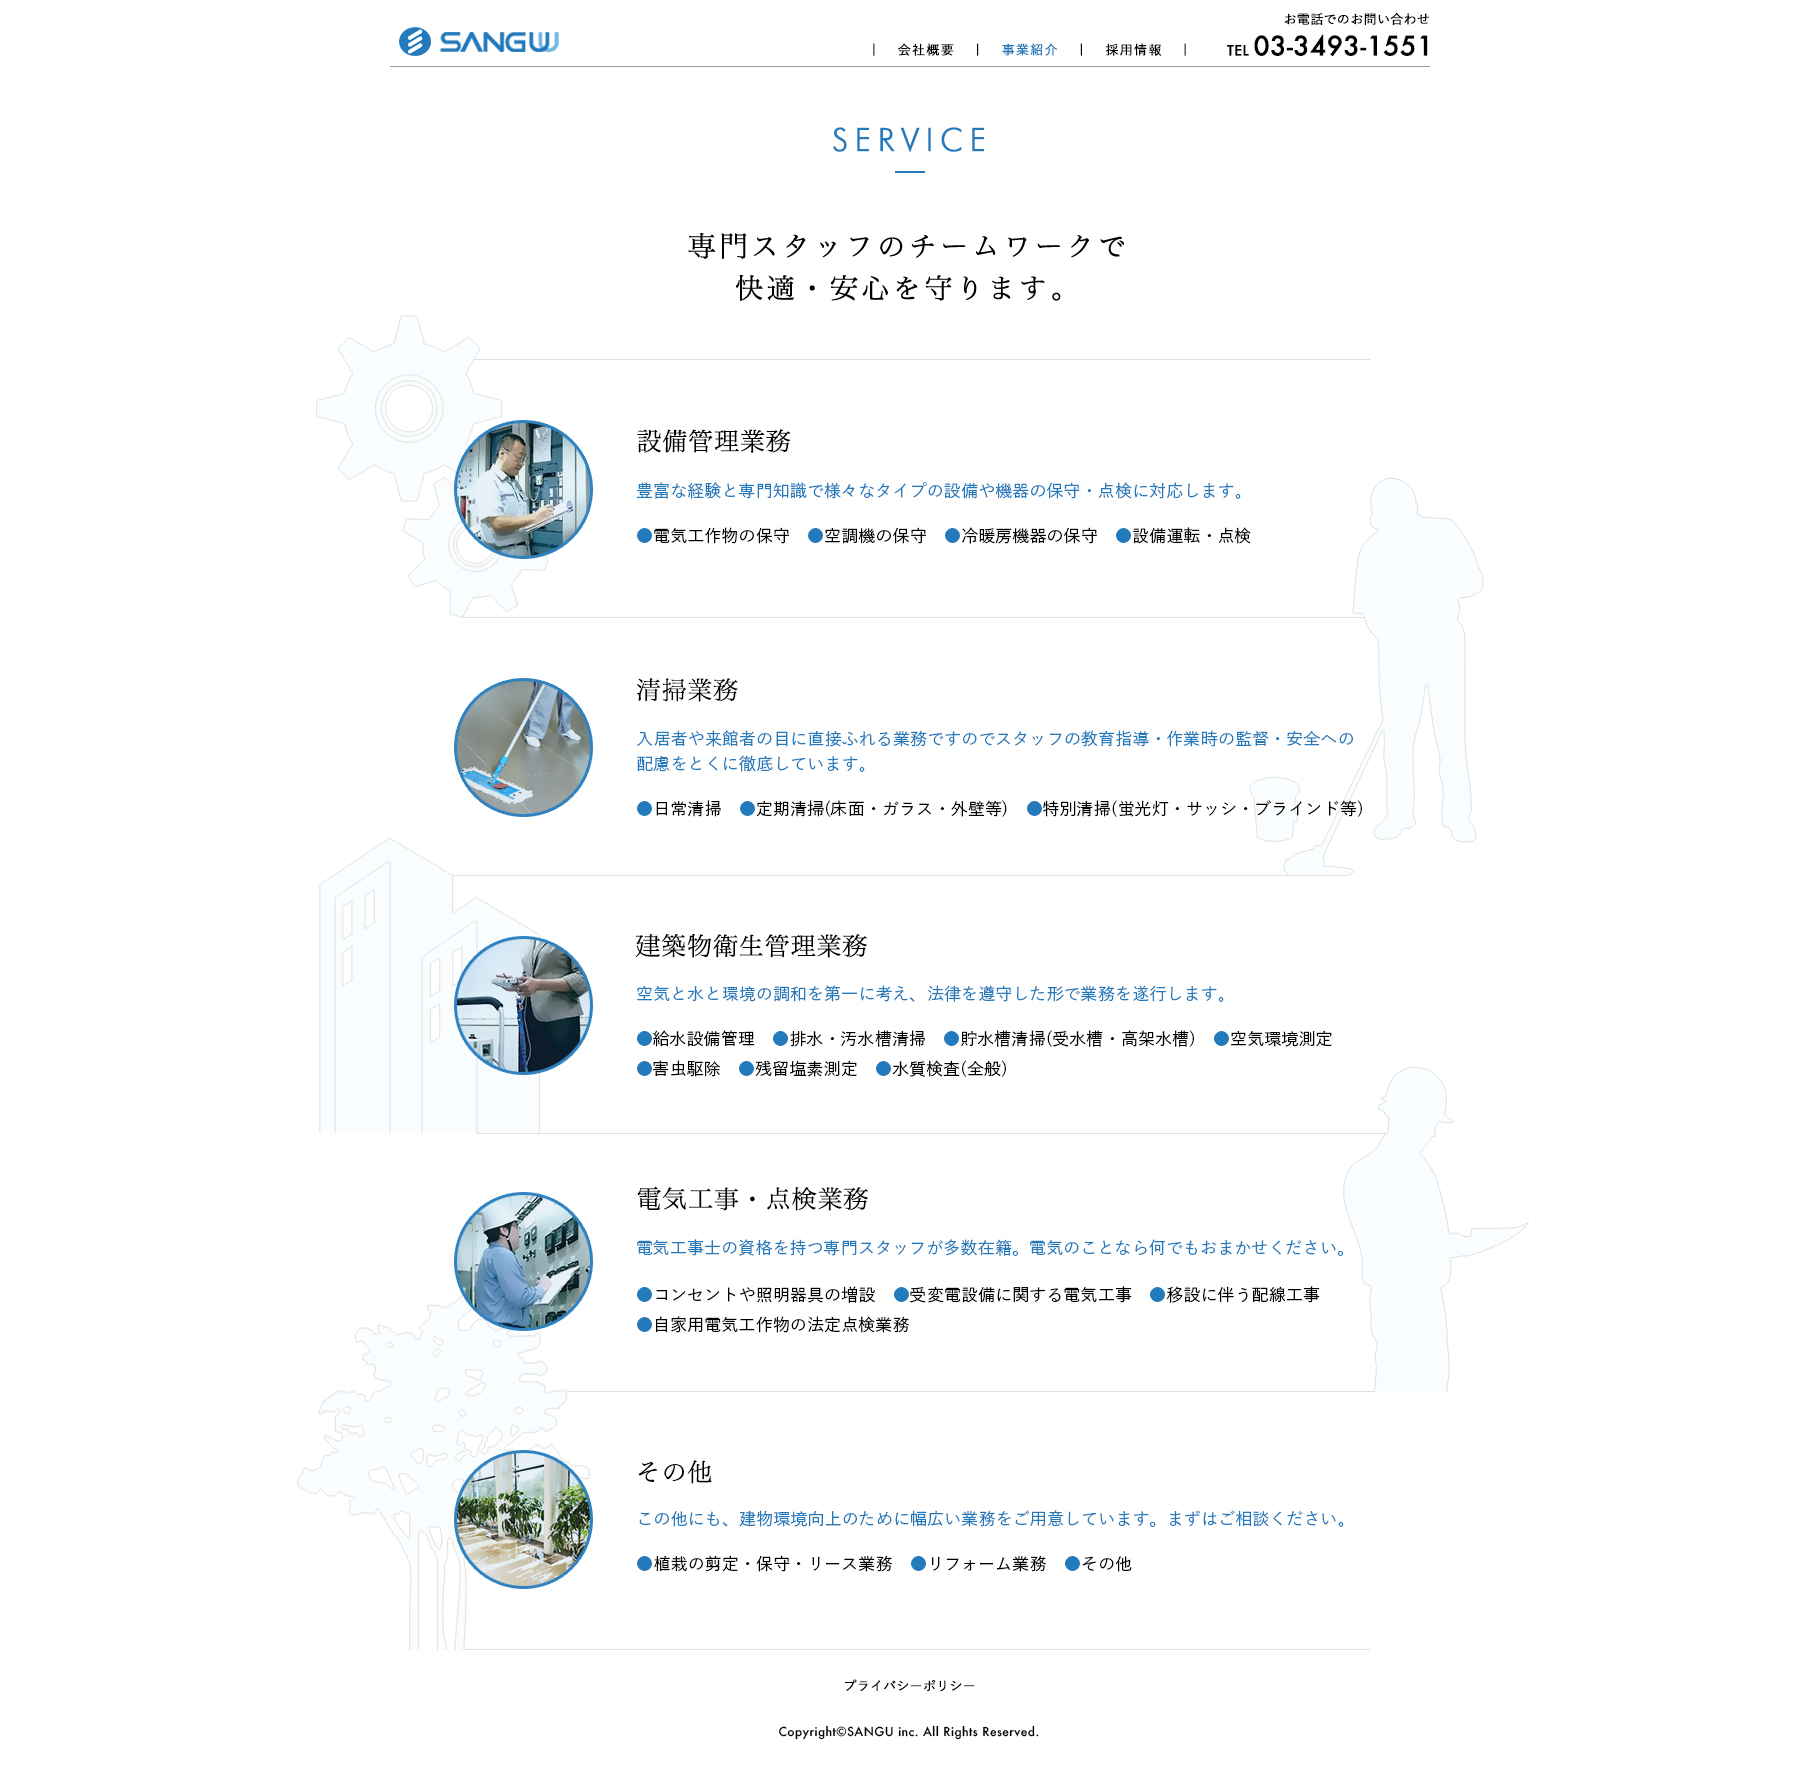 SANGUU
お電話でのお問い合わせ
| 会社概要 | 事業紹介 | 採用情報 | TEL 03-3493-1551
SERVICE
専門スタッフのチームワークで
快適・安心を守ります。
設備管理業務
豊富な経験と専門知識で様々なタイプの設備や機器の保守・点検に対応します。
●電気工作物の保守　●空調機の保守　●冷暖房機器の保守　●設備運転・点検
清掃業務
入居者や来館者の目に直接ふれる業務ですのでスタッフの教育指導・作業時の監督・安全への
配慮をとくに徹底しています。
●日常清掃　●定期清掃(床面・ガラス・外壁等)　●特別清掃(蛍光灯・サッシ・ブラインド等)
建築物衛生管理業務
空気と水と環境の調和を第一に考え、法律を遵守した形で業務を遂行します。
●給水設備管理　●排水・汚水槽清掃　●貯水槽清掃(受水槽・高架水槽)　●空気環境測定
●害虫駆除　●残留塩素測定　●水質検査(全般)
電気工事・点検業務
電気工事士の資格を持つ専門スタッフが多数在籍。電気のことなら何でもおまかせください。
●コンセントや照明器具の増設　●受変電設備に関する電気工事　●移設に伴う配線工事
●自家用電気工作物の法定点検業務
その他
この他にも、建物環境向上のために幅広い業務をご用意しています。まずはご相談ください。
●植栽の剪定・保守・リース業務　●リフォーム業務　●その他
プライバシーポリシー
Copyright©SANGU inc. All Rights Reserved.